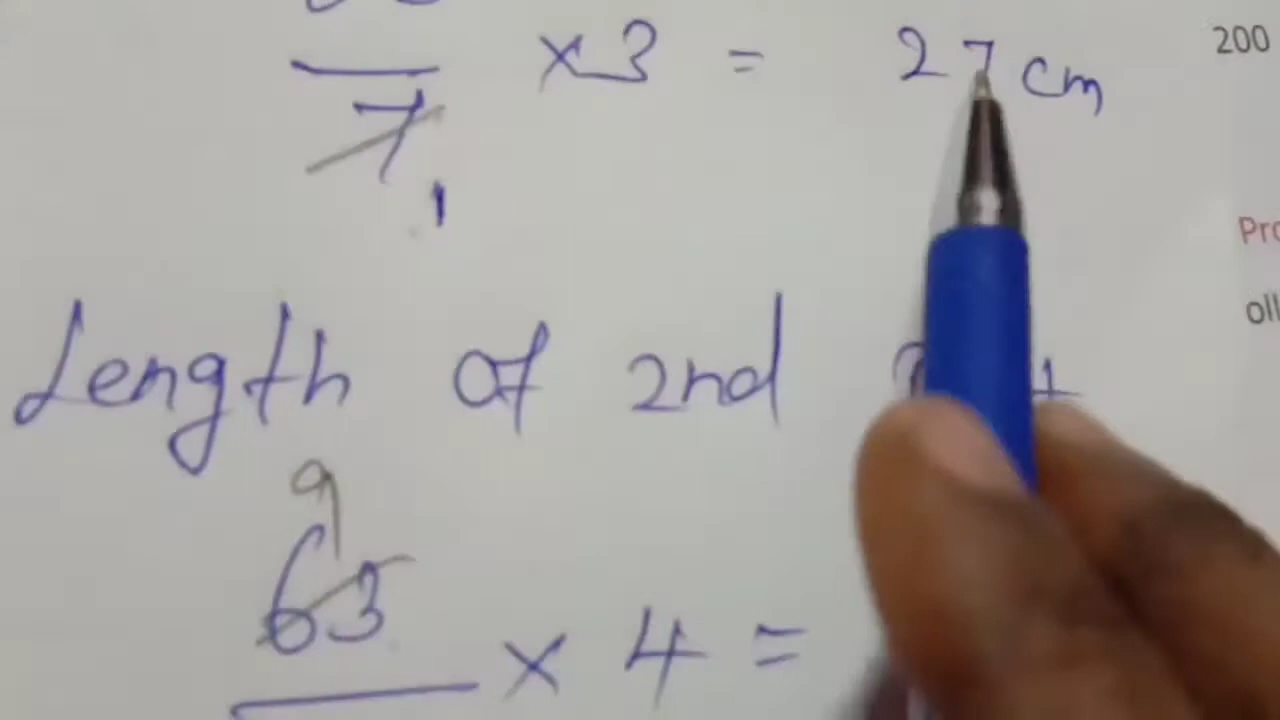 × 3 = 27 cm
7
1
200
Length of 2nd
9
63
× 4 =